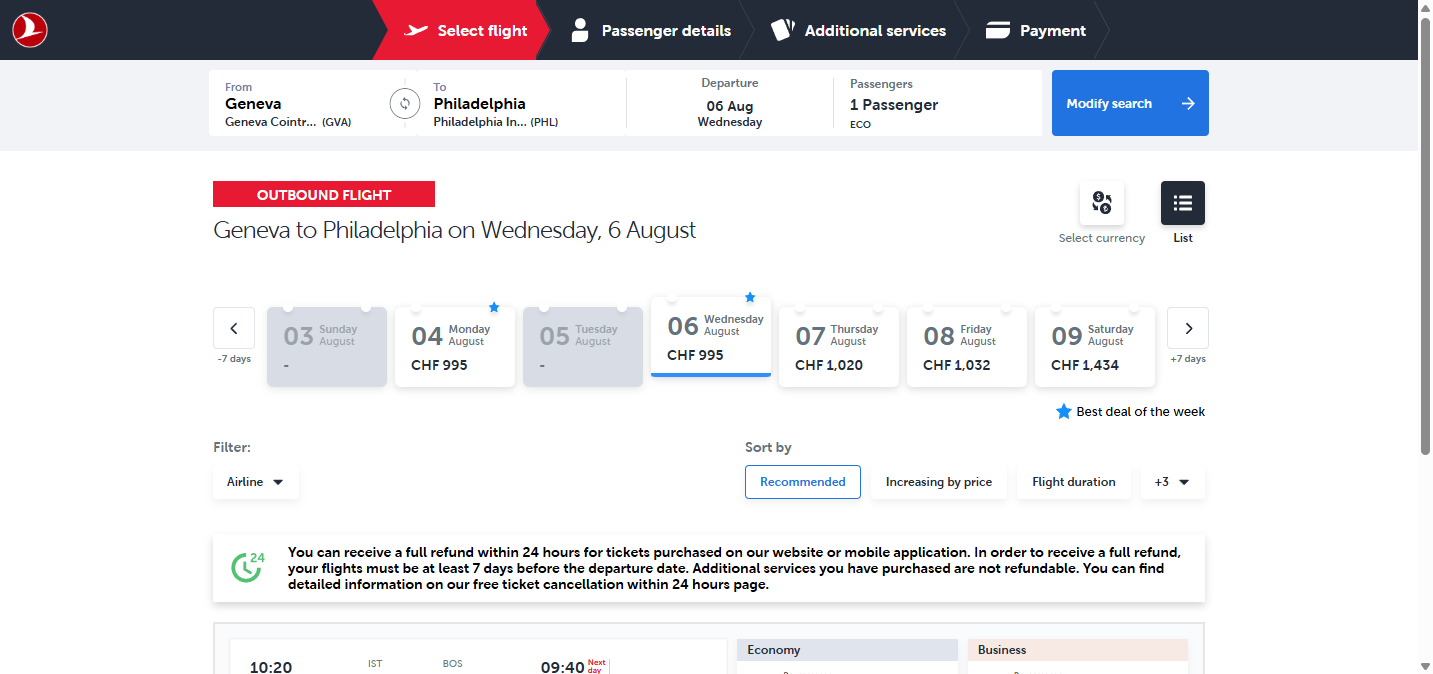 Select flight
Passenger details
Additional services
Payment
From
Geneva
Geneva Cointr... (GVA)
To
Philadelphia
Philadelphia In... (PHL)
Departure
06 Aug
Wednesday
Passengers
1 Passenger
ECO
Modify search
OUTBOUND FLIGHT
Geneva to Philadelphia on Wednesday, 6 August
Select currency
List
-7 days
03 Sunday
August
-
04 Monday
August
CHF 995
05 Tuesday
August
-
06 Wednesday
August
CHF 995
07 Thursday
August
CHF 1,020
08 Friday
August
CHF 1,032
09 Saturday
August
CHF 1,434
+7 days
Best deal of the week
Filter:
Airline
Sort by
Recommended
Increasing by price
Flight duration
+3
24
You can receive a full refund within 24 hours for tickets purchased on our website or mobile application. In order to receive a full refund,
your flights must be at least 7 days before the departure date. Additional services you have purchased are not refundable. You can find
detailed information on our free ticket cancellation within 24 hours page.
10:20
IST
BOS
09:40 Next
day
Economy
Business